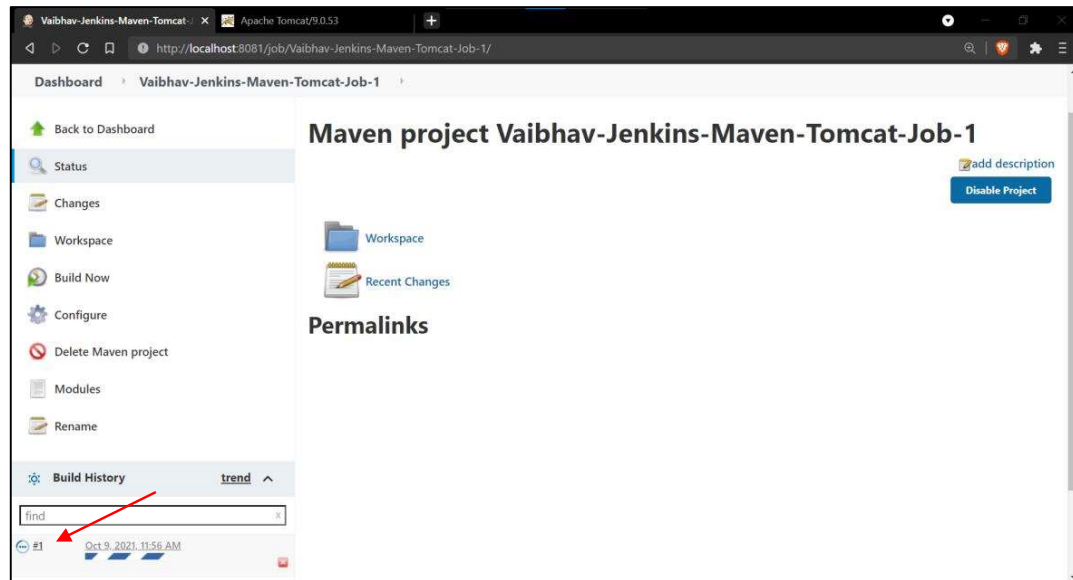 Vaibhav-Jenkins-Maven-Tomcat-J
Apache Tomcat/9.0.53
http://localhost:8081/job/Vaibhav-Jenkins-Maven-Tomcat-Job-1/
Dashboard
Vaibhav-Jenkins-Maven-Tomcat-Job-1
Back to Dashboard
Status
Changes
Workspace
Build Now
Configure
Delete Maven project
Modules
Rename
Build History trend
find
#1 Oct 9, 2021, 11:56 AM
Maven project Vaibhav-Jenkins-Maven-Tomcat-Job-1
add description
Disable Project
Workspace
Recent Changes
Permalinks